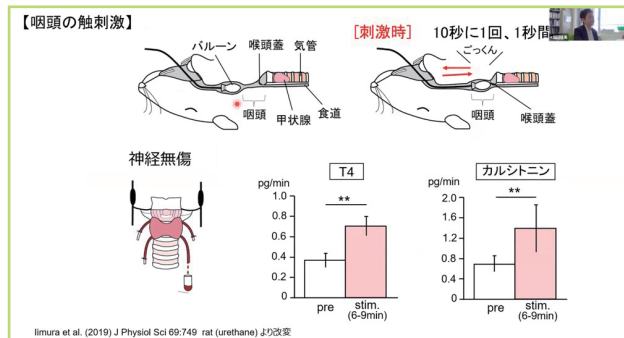 【咽頭の触刺激】
バルーン
喉頭蓋
気管
咽頭
甲状腺
食道
[刺激時]
10秒に1回、1秒間
ごっくん
咽頭
喉頭蓋
神経無傷
T4
pg/min
1.0
0.8
0.6
0.4
0.2
0
**
pre
stim.
(6-9min)
カルシトニン
pg/min
2.0
1.6
1.2
0.8
0.4
0
**
pre
stim.
(6-9min)
Iimura et al. (2019) J Physiol Sci 69:749 rat (urethane) より改変